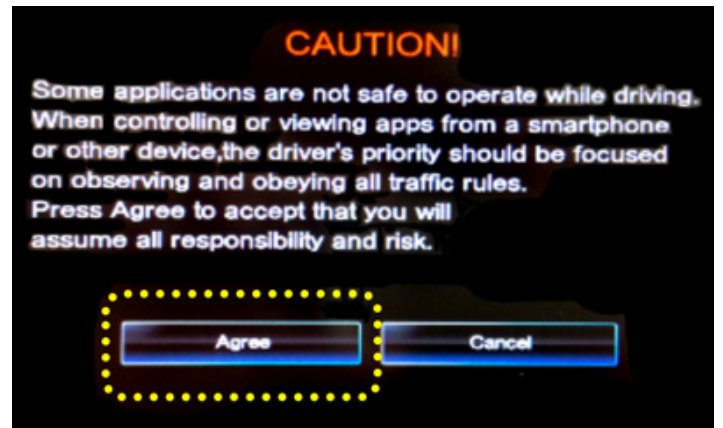 CAUTION!
Some applications are not safe to operate while driving.
When controlling or viewing apps from a smartphone
or other device,the driver's priority should be focused
on observing and obeying all traffic rules.
Press Agree to accept that you will
assume all responsibility and risk.
Agree Cancel